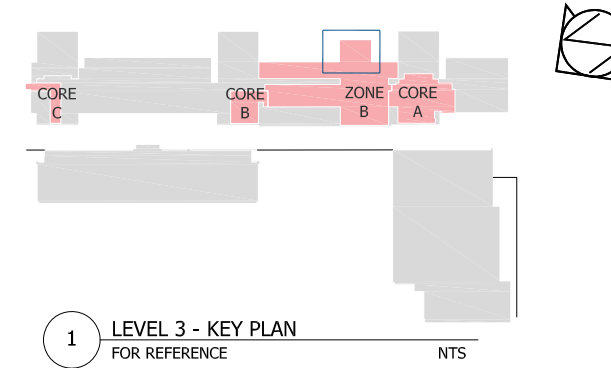 CORE
C
CORE
B
ZONE
B
CORE
A
1
LEVEL 3 - KEY PLAN
FOR REFERENCE NTS